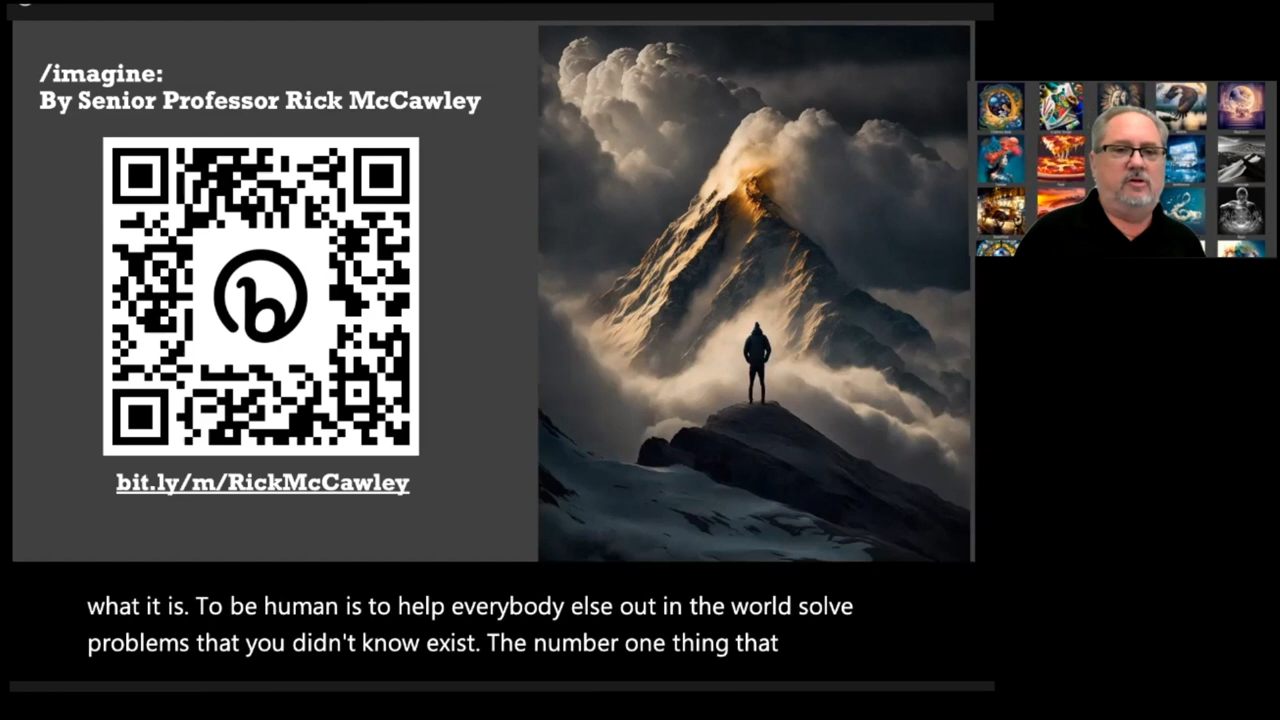 /imagine:
By Senior Professor Rick McCawley
b
bit.ly/m/RickMcCawley
what it is. To be human is to help everybody else out in the world solve
problems that you didn't know exist. The number one thing that